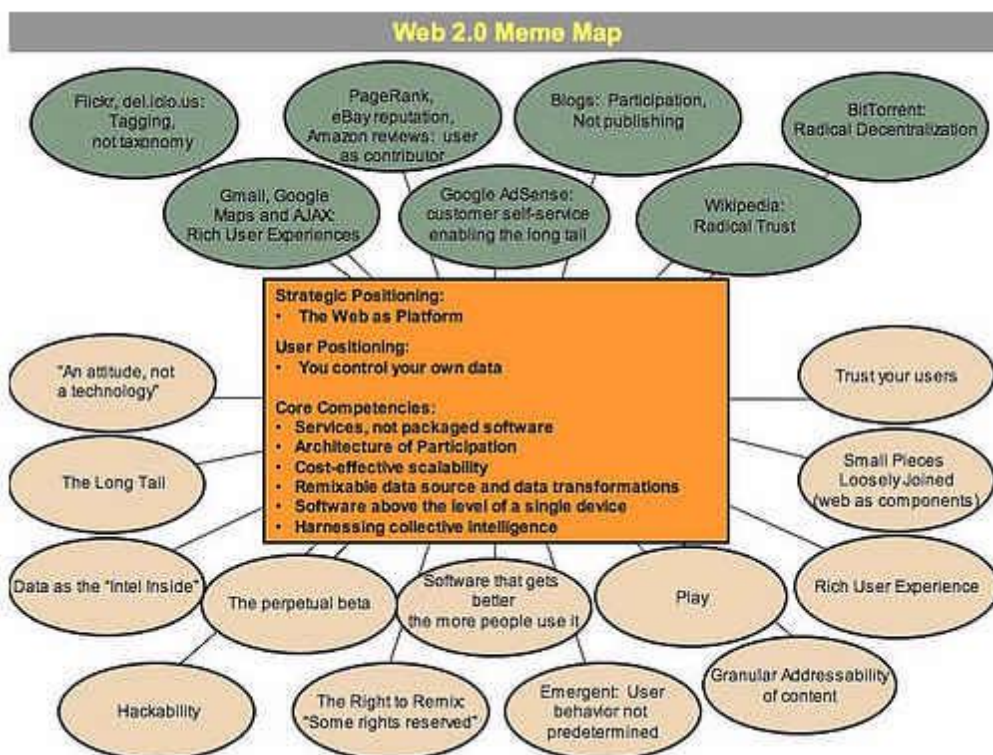 Web 2.0 Meme Map
Flickr, del.icio.us:
Tagging,
not taxonomy
PageRank,
eBay reputation,
Amazon reviews: user
as contributor
Blogs: Participation,
Not publishing
BitTorrent:
Radical Decentralization
Gmail, Google
Maps and AJAX:
Rich User Experiences
Google AdSense:
customer self-service
enabling the long tail
Wikipedia:
Radical Trust
Strategic Positioning:
• The Web as Platform
User Positioning:
• You control your own data
Core Competencies:
• Services, not packaged software
• Architecture of Participation
• Cost-effective scalability
• Remixable data source and data transformations
• Software above the level of a single device
• Harnessing collective intelligence
"An attitude, not
a technology"
Trust your users
The Long Tail
Small Pieces
Loosely Joined
(web as components)
Data as the "Intel Inside"
The perpetual beta
Software that gets
better
the more people use it
Play
Rich User Experience
Hackability
The Right to Remix:
"Some rights reserved"
Emergent: User
behavior not
predetermined
Granular Addressability
of content